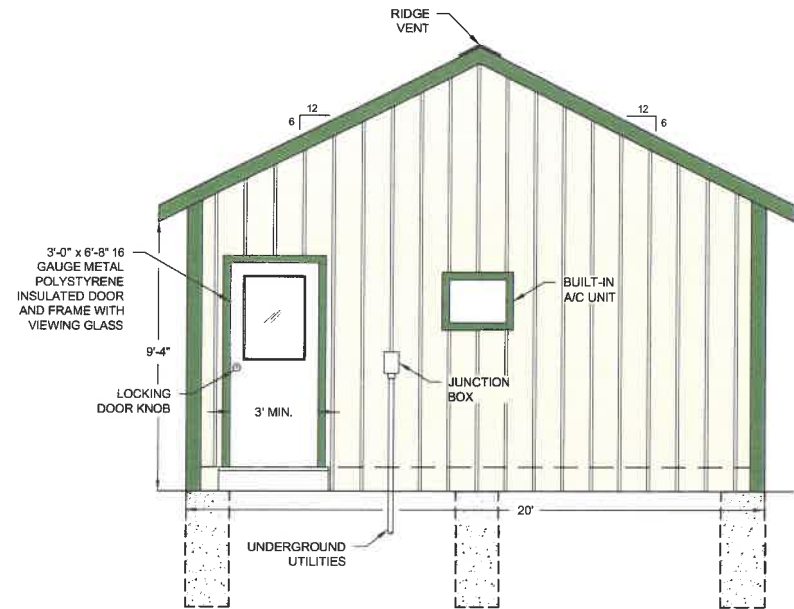 RIDGE
VENT
12
6
12
6
3'-0" x 6'-8" 16
GAUGE METAL
POLYSTYRENE
INSULATED DOOR
AND FRAME WITH
VIEWING GLASS
BUILT-IN
A/C UNIT
9'-4"
LOCKING
DOOR KNOB
3' MIN.
JUNCTION
BOX
20'
UNDERGROUND
UTILITIES